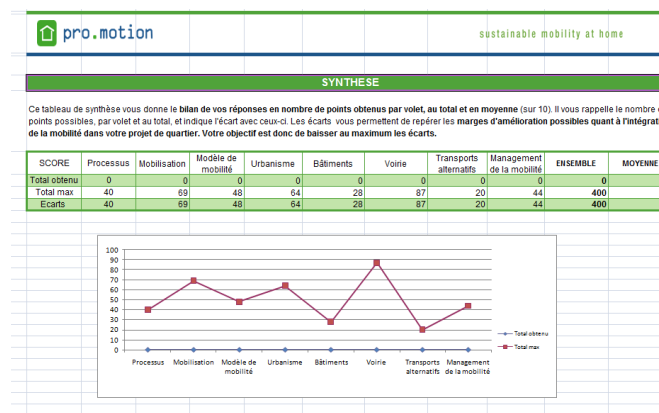 pro.motion
sustainable mobility at home
SYNTHESE
Ce tableau de synthèse vous donne le bilan de vos réponses en nombre de points obtenus par volet, au total et en moyenne (sur 10). Il vous rappelle le nombre
points possibles, par volet et au total, et indique l'écart avec ceux-ci. Les écarts vous permettent de repérer les marges d'amélioration possibles quant à
de la mobilité dans votre projet de quartier. Votre objectif est donc de baisser au maximum les écarts.
SCORE Processus Mobilisation Modèle de mobilité Urbanisme Bâtiments Voirie Transports alternatifs Management de la mobilité ENSEMBLE MOYENNE
Total obtenu 0 0 0 0 0 0 0 0 0
Total max 40 69 48 64 28 87 20 44 400
Ecarts 40 69 48 64 28 87 20 44 400
100
90
80
70
60
50
40
30
20
10
0
Processus Mobilisation Modèle de mobilité Urbanisme Bâtiments Voirie Transports alternatifs Management de la mobilité
Total obtenu
Total max